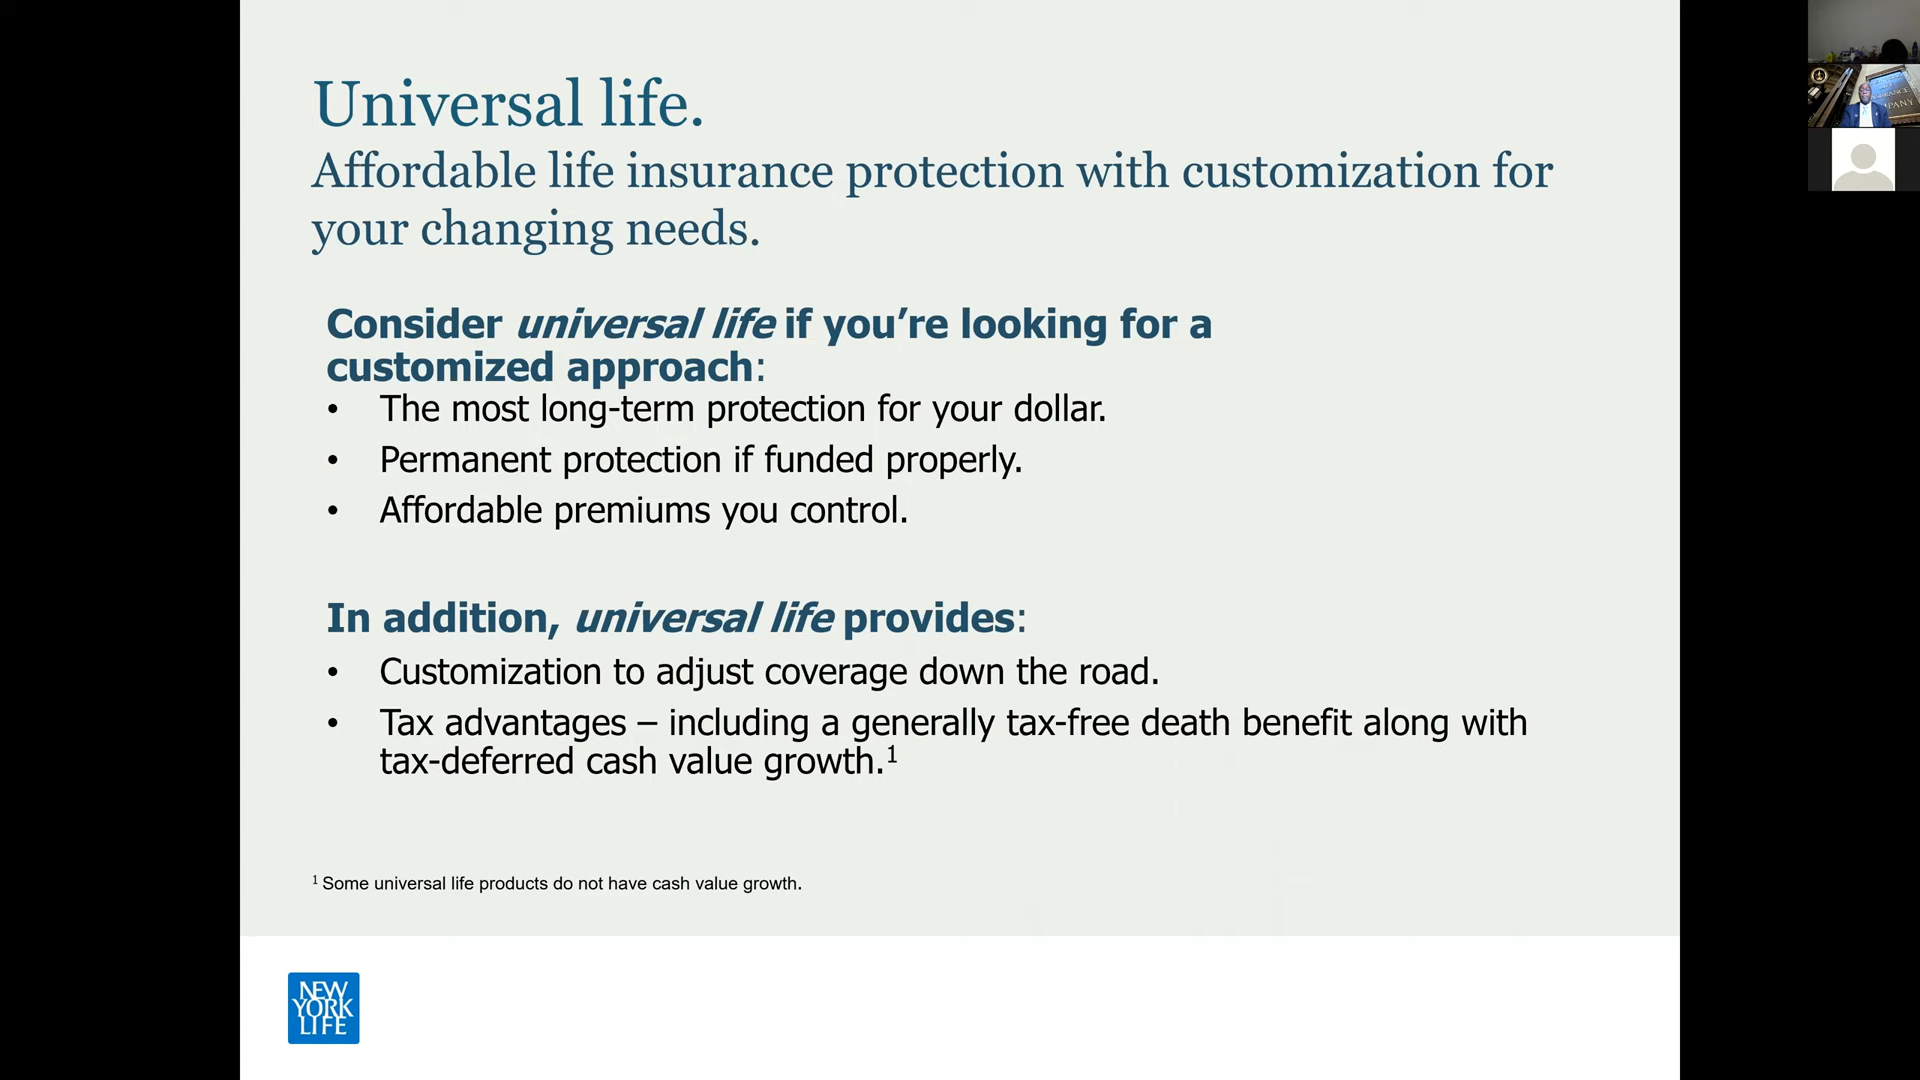 Universal life.
Affordable life insurance protection with customization for
your changing needs.
Consider universal life if you’re looking for a
customized approach:
• The most long-term protection for your dollar.
• Permanent protection if funded properly.
• Affordable premiums you control.
In addition, universal life provides:
• Customization to adjust coverage down the road.
• Tax advantages – including a generally tax-free death benefit along with
tax-deferred cash value growth.¹
¹ Some universal life products do not have cash value growth.
NEW
YORK
LIFE